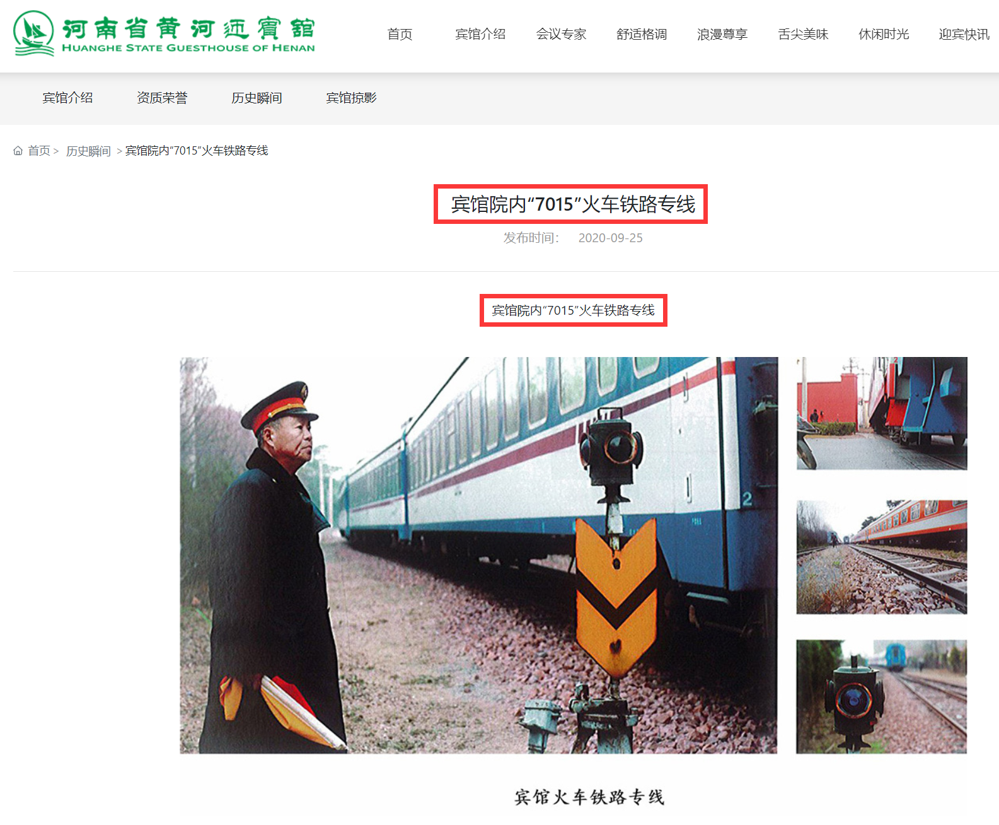 河南省黄河迎賓館
HUANGHE STATE GUESTHOUSE OF HENAN
首页 宾馆介绍 会议专家 舒适格调 浪漫尊享 舌尖美味 休闲时光 迎宾快讯
宾馆介绍 资质荣誉 历史瞬间 宾馆掠影
首页 > 历史瞬间 > 宾馆院内“7015”火车铁路专线
宾馆院内“7015”火车铁路专线
发布时间： 2020-09-25
宾馆院内“7015”火车铁路专线
2
2
宾馆火车铁路专线